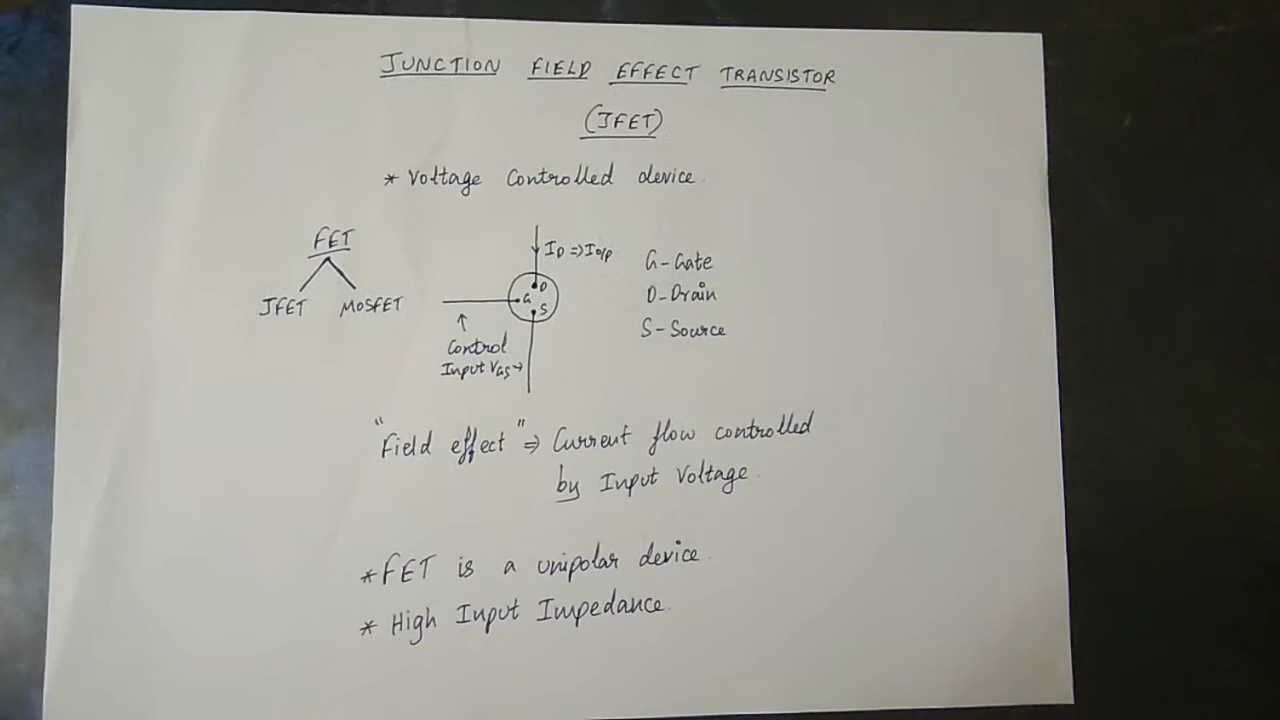 JUNCTION FIELD EFFECT TRANSISTOR
(JFET)
* Voltage Controlled device.
FET
JFET MOSFET
ID => Io/p
D
G
S
Control
Input VGS →
G - Gate
D - Drain
S - Source
"Field effect" => Current flow controlled
by Input Voltage.
* FET is a unipolar device.
* High Input Impedance.